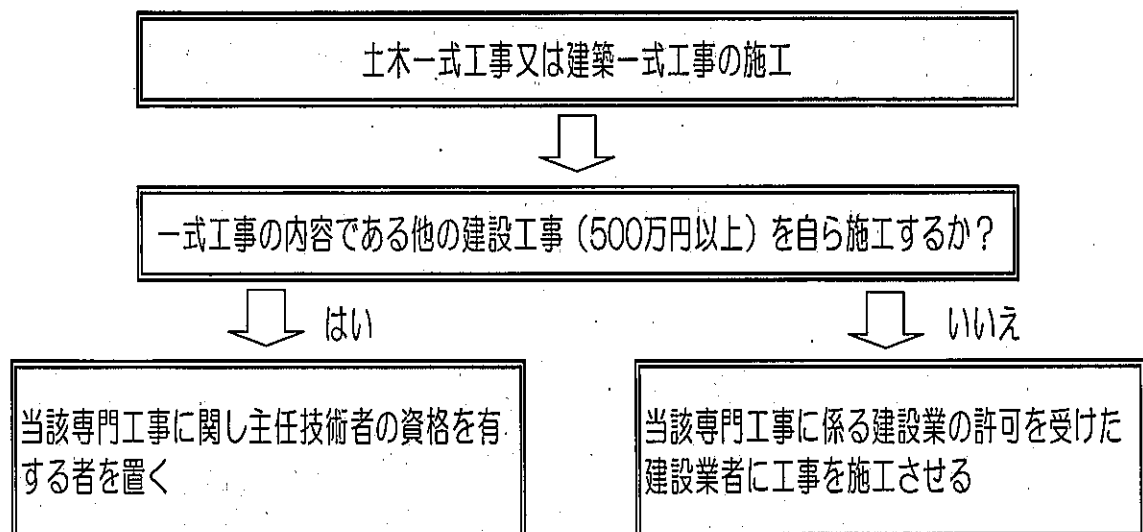 土木一式工事又は建築一式工事の施工
一式工事の内容である他の建設工事（500万円以上）を自ら施工するか？
はい
いいえ
当該専門工事に関し主任技術者の資格を有
する者を置く
当該専門工事に係る建設業の許可を受けた
建設業者に工事を施工させる